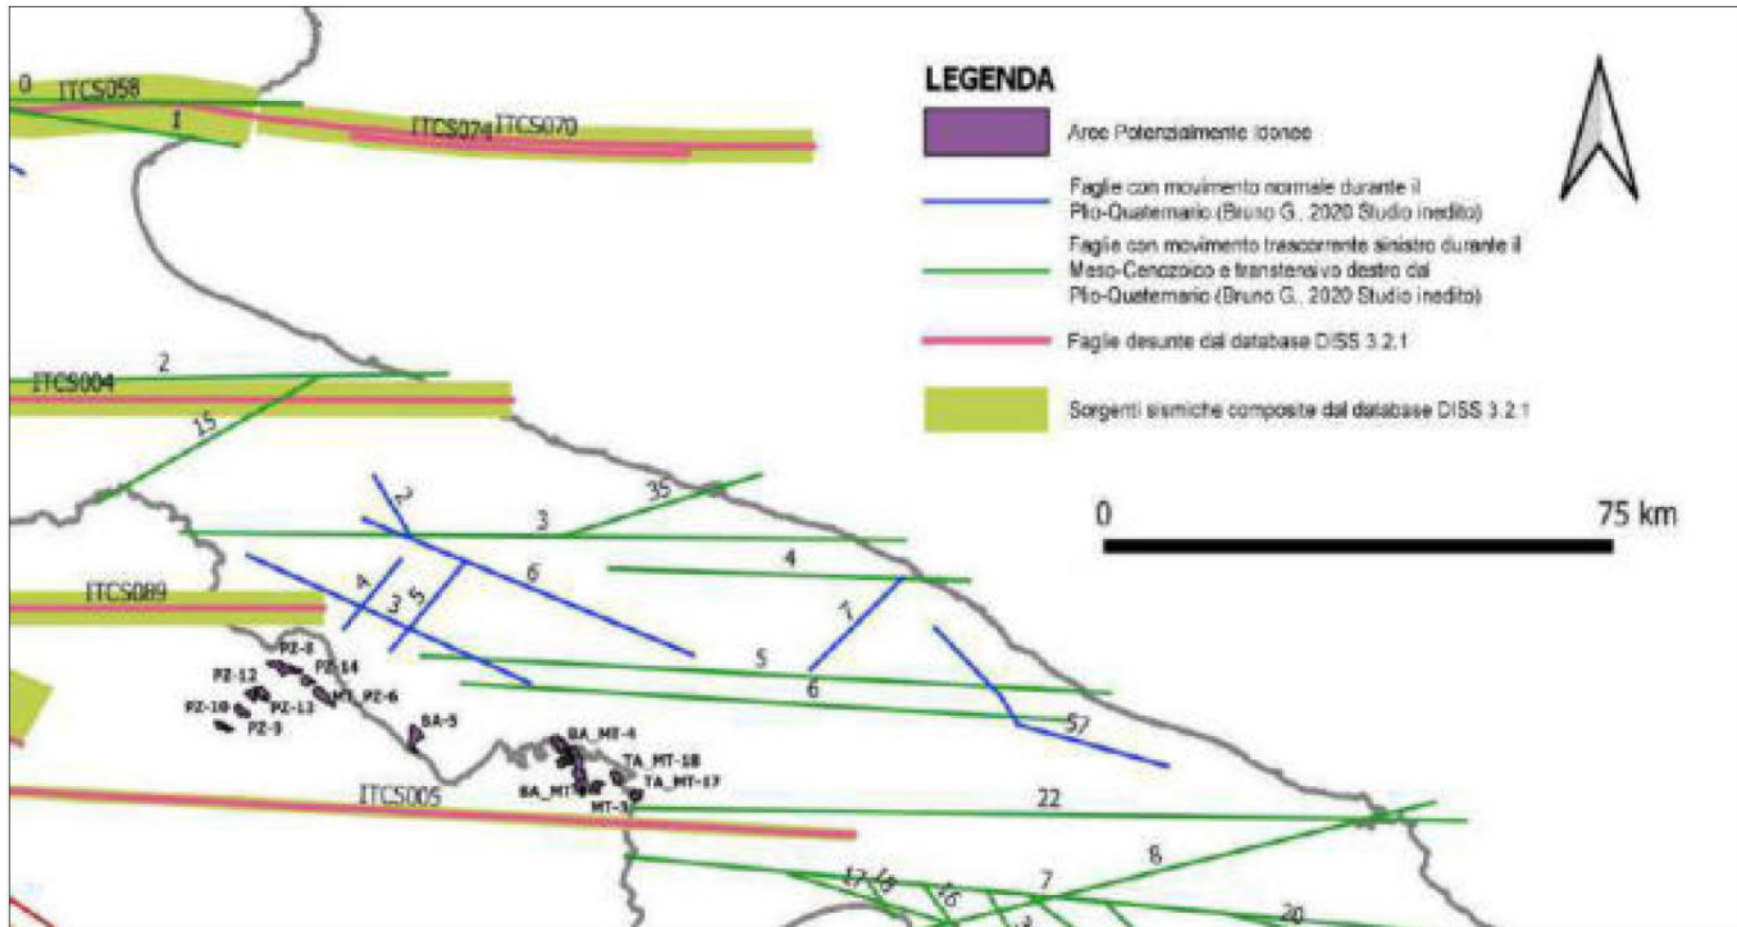 LEGENDA
Aree Potenzialmente Idonee
Faglie con movimento normale durante il
Plio-Quaternario (Bruno G., 2020 Studio inedito)
Faglie con movimento trascorrente sinistro durante il
Meso-Cenozoico e transtensivo destro dal
Plio-Quaternario (Bruno G., 2020 Studio inedito)
Faglie desunte dal database DISS 3.2.1
Sorgenti sismiche composite dal database DISS 3.2.1
0
75 km
0
ITCS058
1
ITCS074
ITCS070
2
ITCS004
15
2
3
35
4
6
4
3
5
7
ITCS089
5
6
57
PZ-8
PZ-14
PZ-12
MT_PZ-6
PZ-10
PZ-13
PZ-9
BA-5
BA_MT-4
TA_MT-18
TA_MT-17
BA_MT
MT-3
ITCS005
22
8
7
17
18
16
20